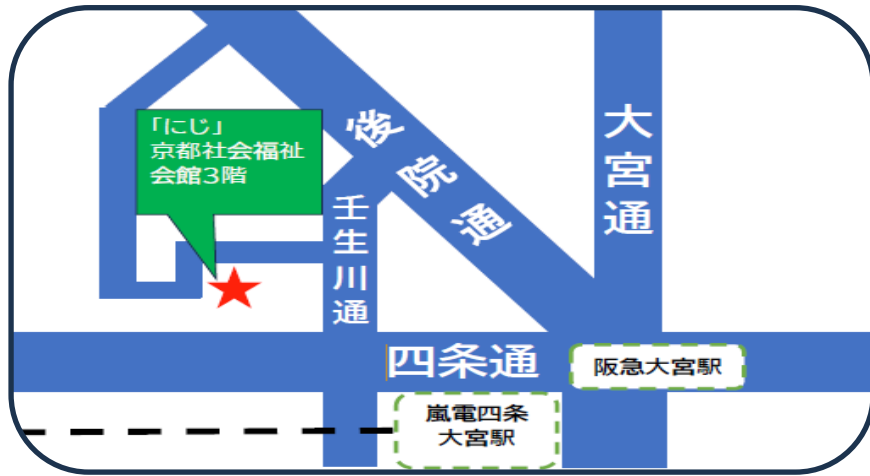 「にじ」
京都社会福祉
会館3階
後院通
大宮通
壬生川通
四条通
阪急大宮駅
嵐電四条
大宮駅